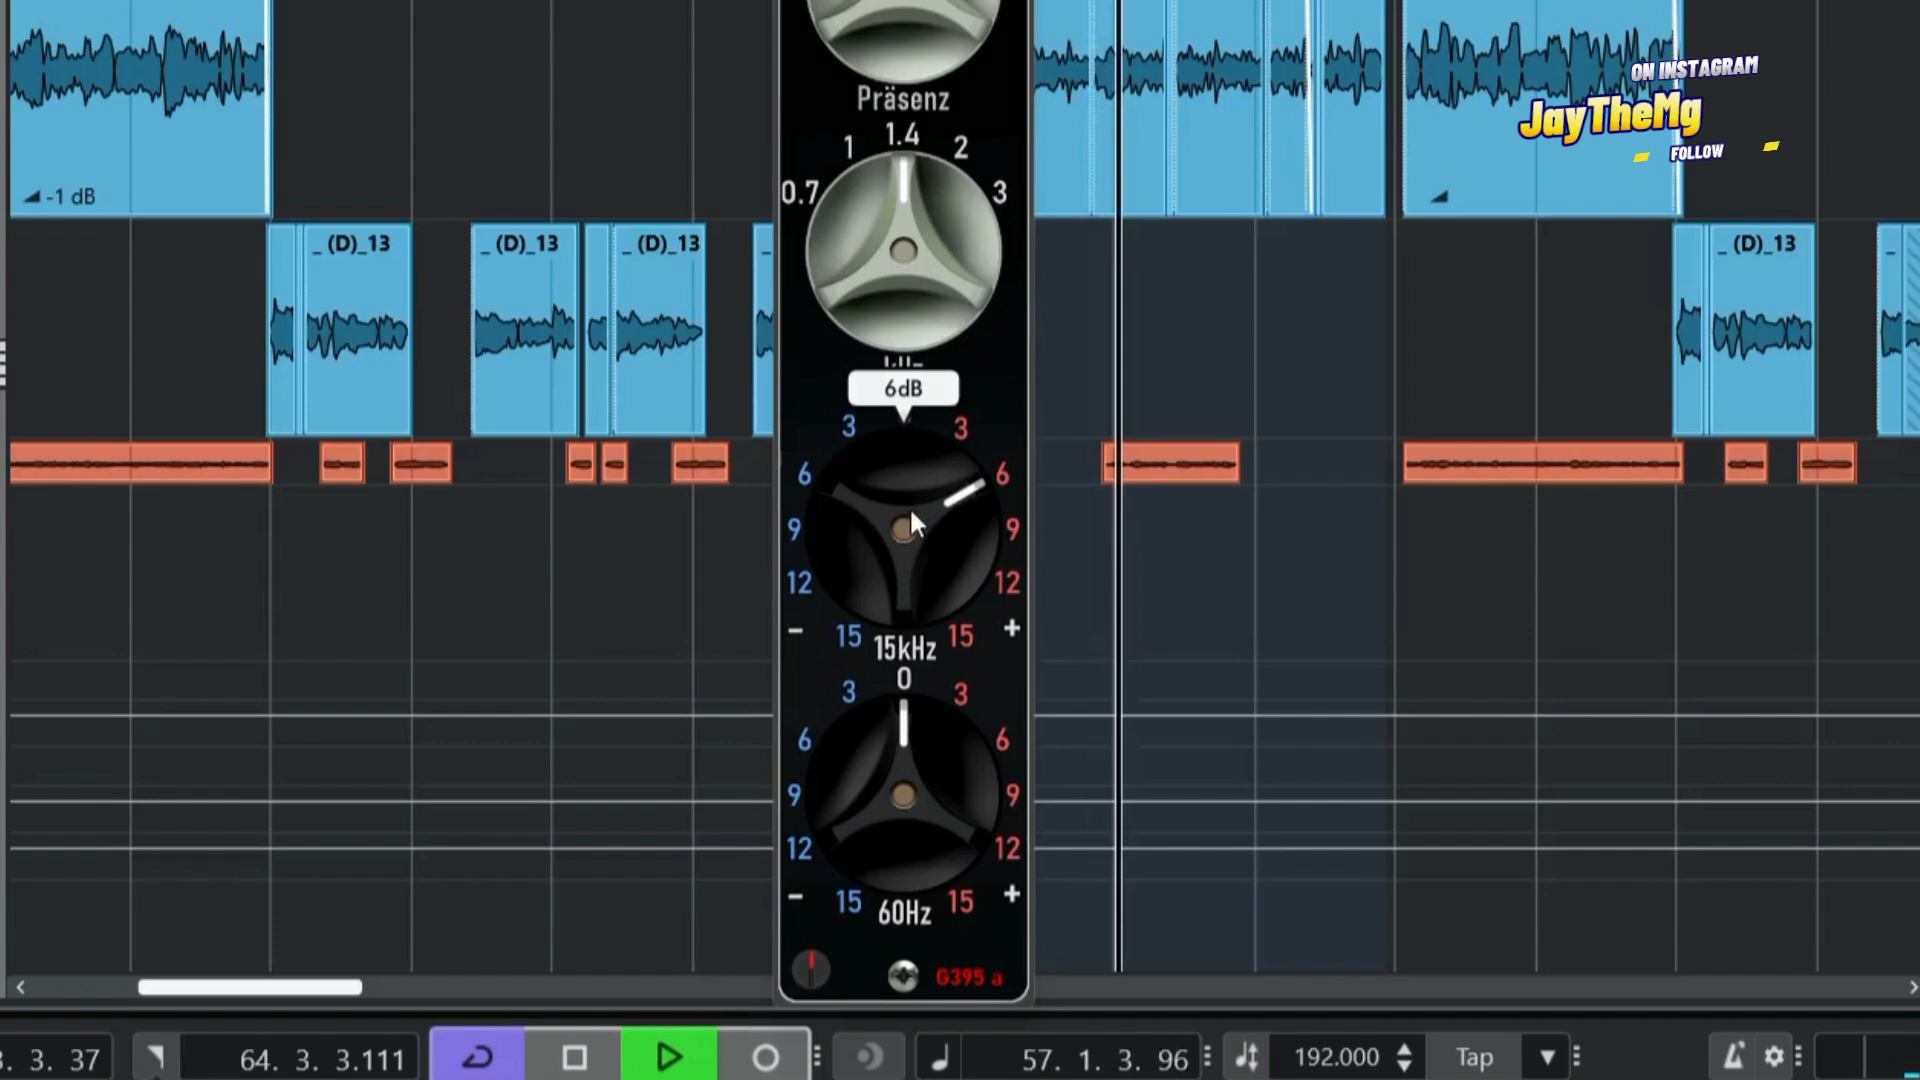 Präsenz
1.4
1
2
0.7
3
6dB
3
3
6
6
9
9
12
12
–
+
15
15kHz
15
0
3
3
6
6
9
9
12
12
–
+
15
60Hz
15
G395 a
-1 dB
_ (D)_13
_ (D)_13
_ (D)_13
_ (D)_13
ON INSTAGRAM
JayTheMg
FOLLOW
3. 3. 37
64. 3. 3.111
57. 1. 3. 96
192.000
Tap